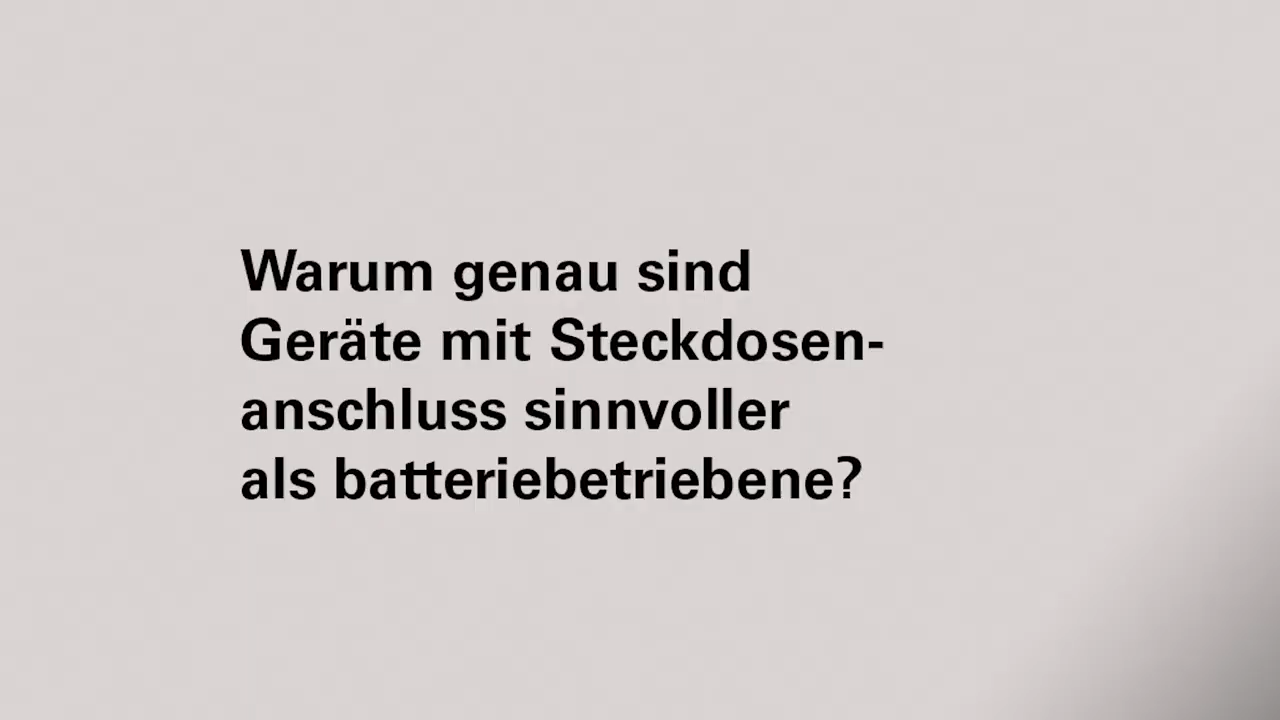 Warum genau sind
Geräte mit Steckdosen-
anschluss sinnvoller
als batteriebetriebene?